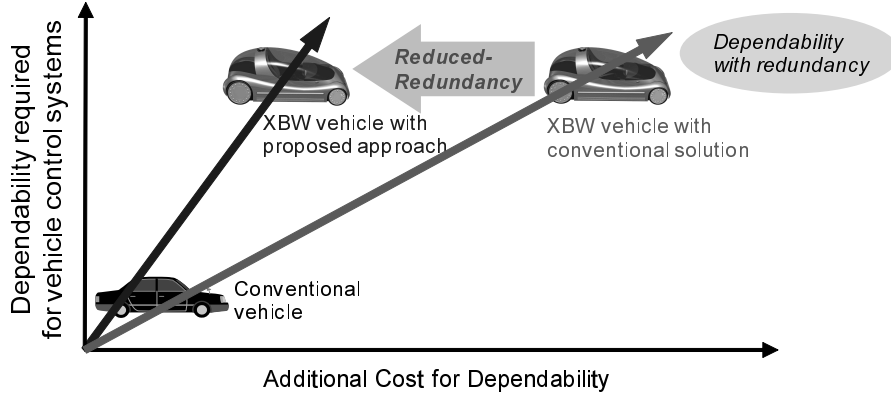 Dependability required
for vehicle control systems
Reduced-
Redundancy
Dependability
with redundancy
XBW vehicle with
proposed approach
XBW vehicle with
conventional solution
Conventional
vehicle
Additional Cost for Dependability